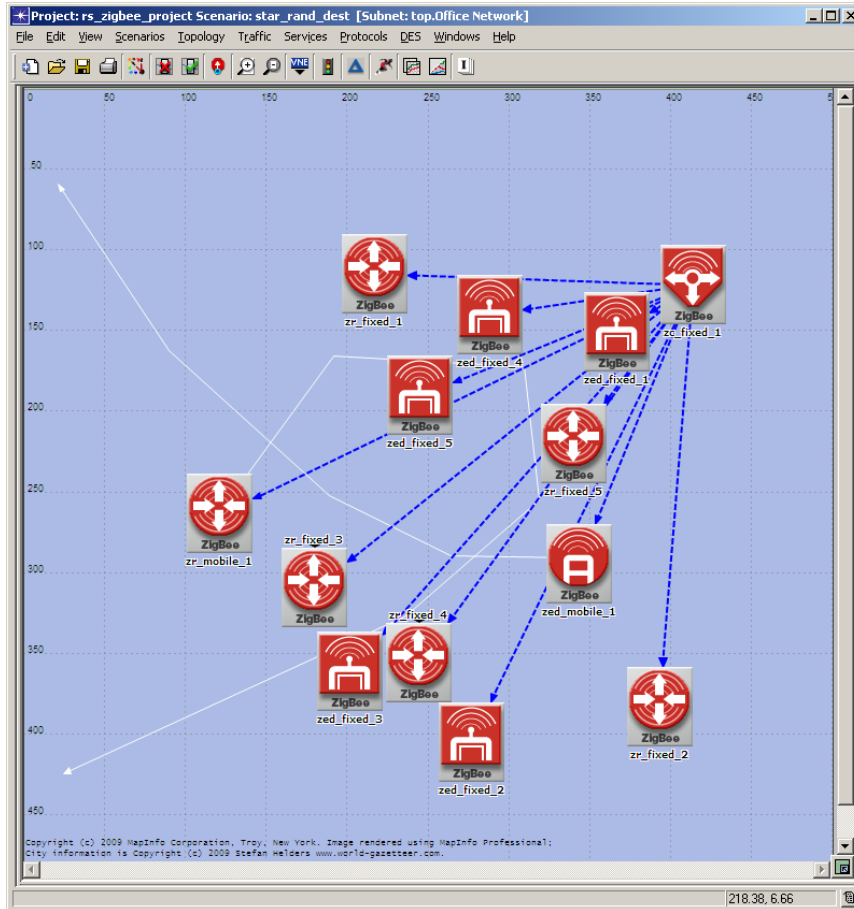 Project: rs_zigbee_project Scenario: star_rand_dest [Subnet: top.Office Network]
File Edit View Scenarios Topology Traffic Services Protocols DES Windows Help
VNE
0 50 100 150 200 250 300 350 400 450
50
100
ZigBee
zr_fixed_1
ZigBee
zc_fixed_1
150
ZigBee
zed_fixed_4
ZigBee
zed_fixed_1
200
ZigBee
zed_fixed_5
ZigBee
zr_fixed_5
250
ZigBee
zr_mobile_1
zr_fixed_3
ZigBee
300
ZigBee
zed_mobile_1
zr_fixed_4
ZigBee
350
ZigBee
zed_fixed_3
ZigBee
zr_fixed_2
400
ZigBee
zed_fixed_2
450
Copyright (c) 2009 MapInfo Corporation, Troy, New York. Image rendered using MapInfo Professional;
City information is Copyright (c) 2009 Stefan Helders www.world-gazetteer.com.
218.38, 6.66